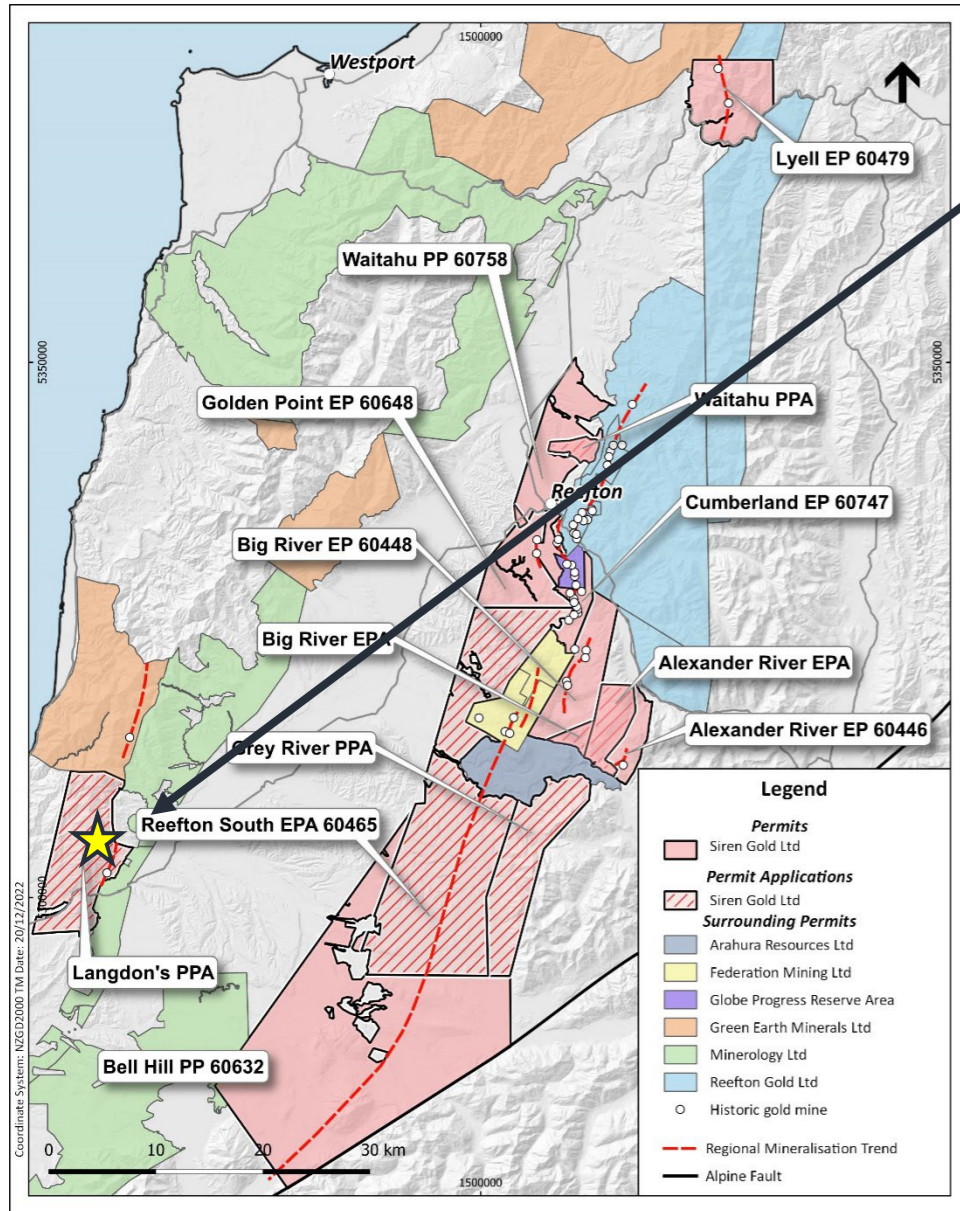 1500000
Westport
Lyell EP 60479
Waitahu PP 60758
5350000
5350000
Golden Point EP 60648
Waitahu PPA
Reefton
Cumberland EP 60747
Big River EP 60448
Big River EPA
Alexander River EPA
Alexander River EP 60446
Grey River PPA
Reefton South EPA 60465
Langdon's PPA
Bell Hill PP 60632
0 10 20 30 km
1500000
Coordinate System: NZGD2000 TM Date: 20/12/2022
Legend
Permits
Siren Gold Ltd
Permit Applications
Siren Gold Ltd
Surrounding Permits
Arahura Resources Ltd
Federation Mining Ltd
Globe Progress Reserve Area
Green Earth Minerals Ltd
Minerology Ltd
Reefton Gold Ltd
Historic gold mine
Regional Mineralisation Trend
Alpine Fault